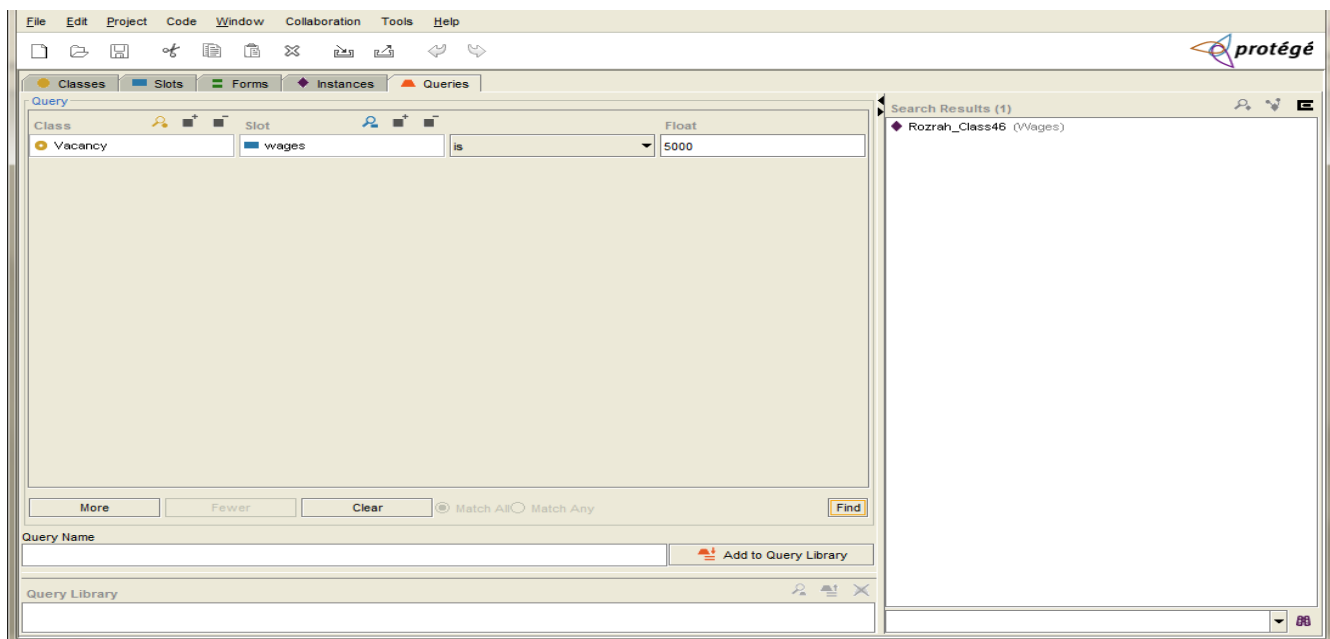 File Edit Project Code Window Collaboration Tools Help
protégé
Classes Slots Forms Instances Queries
Query
Class Slot Float
Vacancy wages is 5000
More Fewer Clear Match All Match Any Find
Query Name
Add to Query Library
Query Library
Search Results (1)
Rozrah_Class46 (Wages)